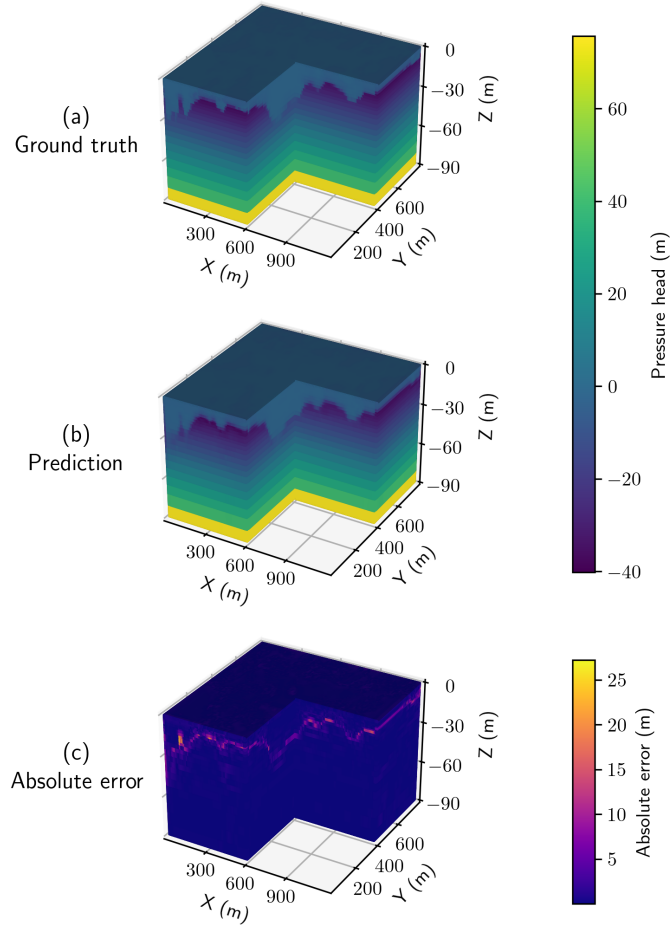 (a)
Ground truth
0
−30
−60
−90
Z (m)
300
600
900
X (m)
200
400
600
Y (m)
(b)
Prediction
0
−30
−60
−90
Z (m)
300
600
900
X (m)
200
400
600
Y (m)
60
40
20
0
−20
−40
Pressure head (m)
(c)
Absolute error
0
−30
−60
−90
Z (m)
300
600
900
X (m)
200
400
600
Y (m)
25
20
15
10
5
Absolute error (m)